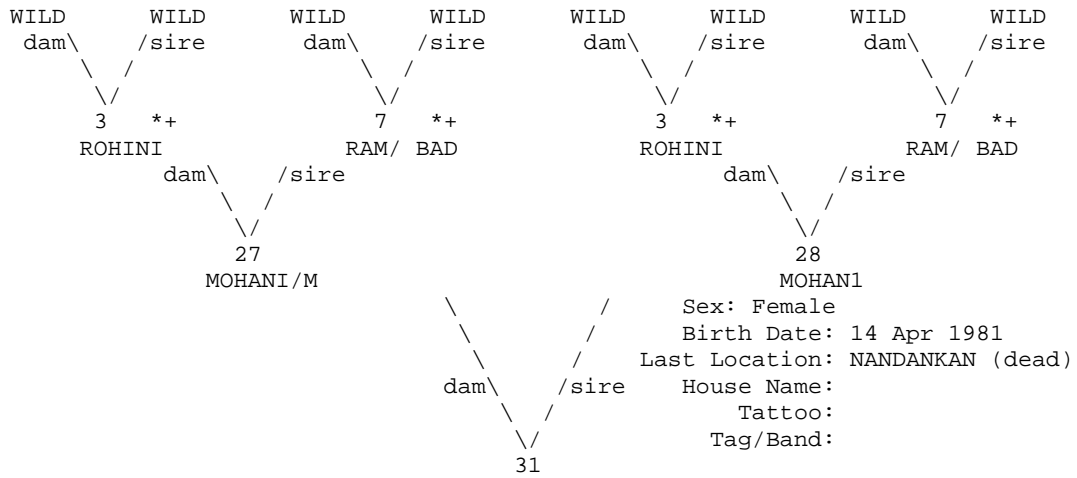 WILD WILD WILD WILD WILD WILD WILD WILD
dam\ /sire dam\ /sire dam\ /sire dam\ /sire
\ / \ / \ / \ /
\/ \/ \/ \/
3 *+ 7 *+ 3 *+ 7 *+
ROHINI RAM/ BAD ROHINI RAM/ BAD
dam\ /sire dam\ /sire
\ / \ /
\/ \/
27 28
MOHANI/M MOHAN1
\ / Sex: Female
\ / Birth Date: 14 Apr 1981
\ / Last Location: NANDANKAN (dead)
dam\ /sire House Name:
\ / Tattoo:
\/ Tag/Band:
31